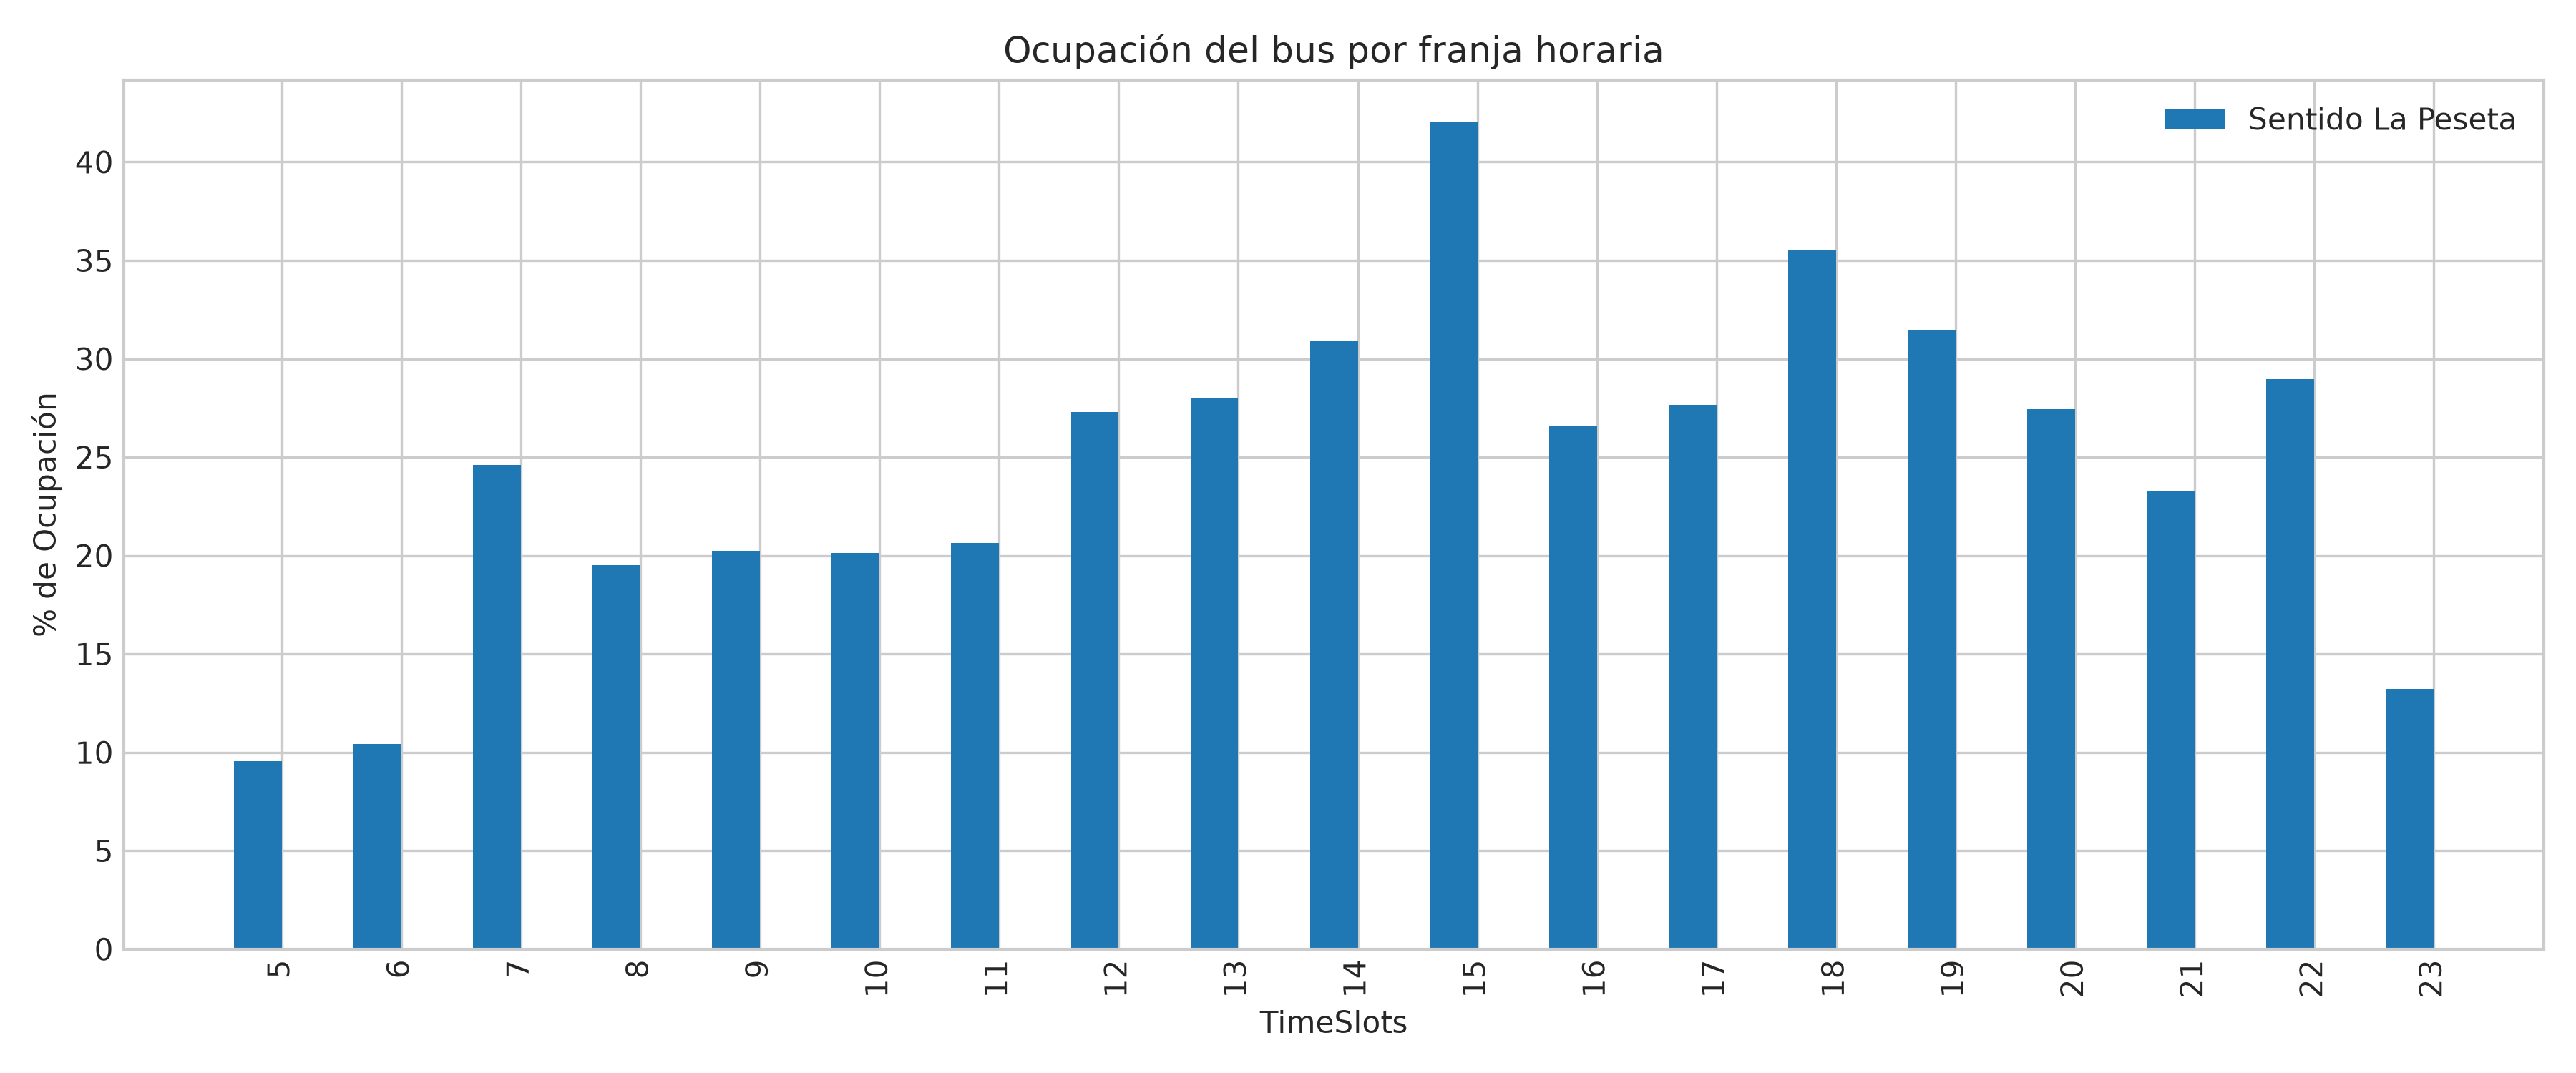 Ocupación del bus por franja horaria
Sentido La Peseta
% de Ocupación
40
35
30
25
20
15
10
5
0
5 6 7 8 9 10 11 12 13 14 15 16 17 18 19 20 21 22 23
TimeSlots